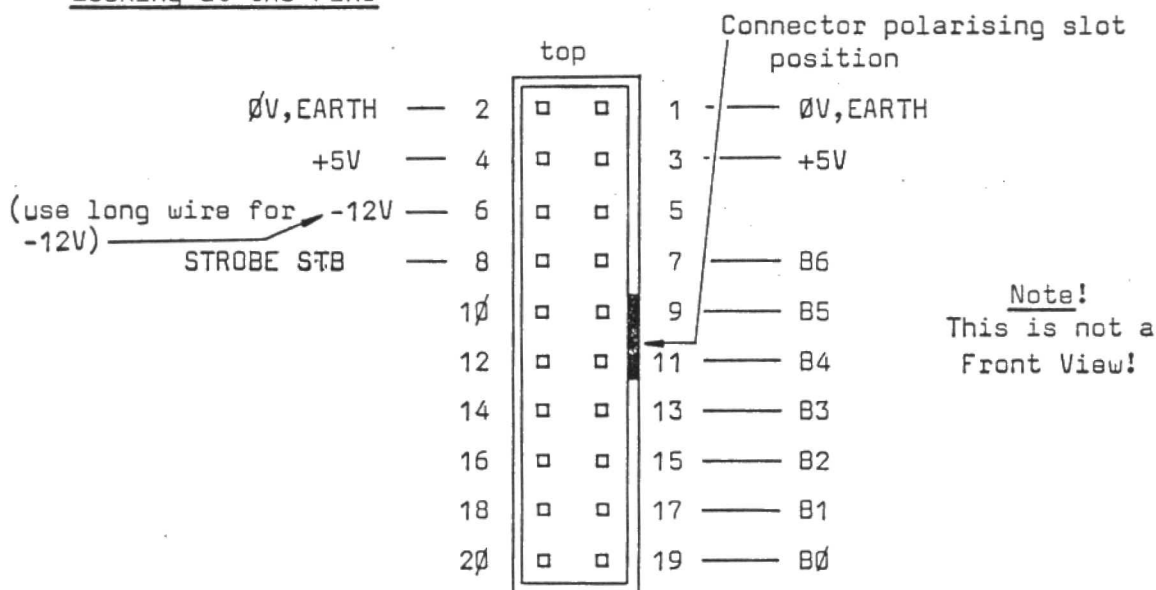 Connector polarising slot
position
top
ØV,EARTH 2 1 ØV,EARTH
+5V 4 3 +5V
(use long wire for -12V 6 5
-12V)
STROBE STB 8 7 B6
1Ø 9 B5
12 11 B4
14 13 B3
16 15 B2
18 17 B1
2Ø 19 BØ
Note!
This is not a
Front View!